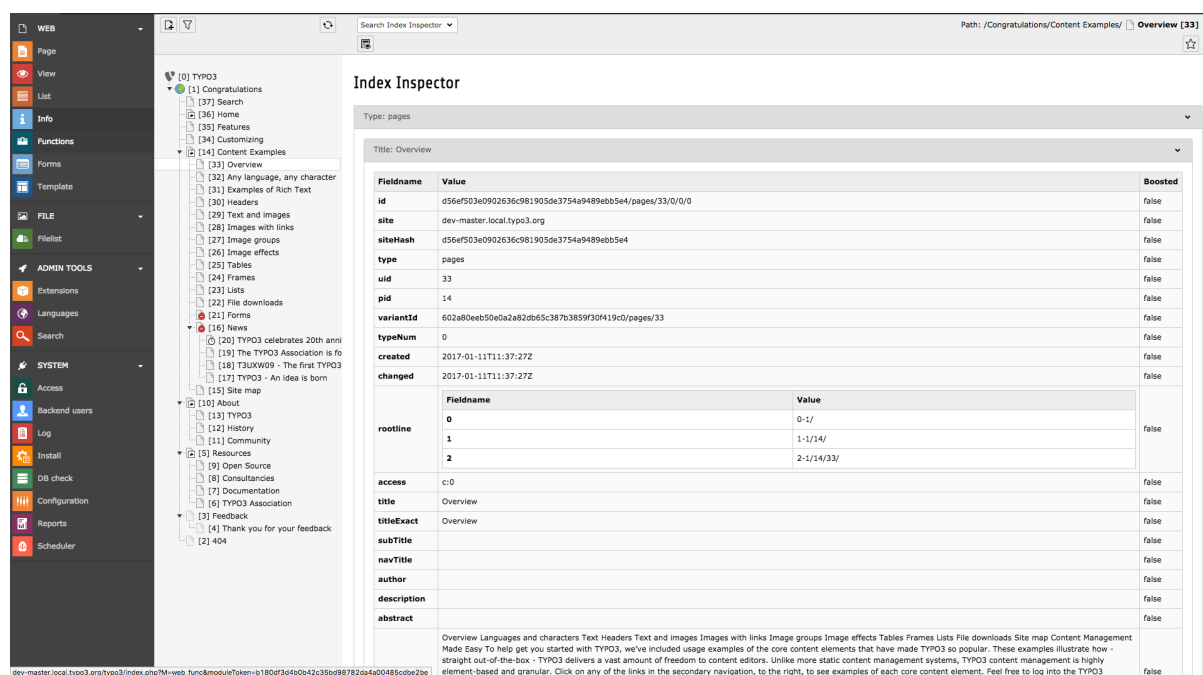 WEB
Page
View
List
Info
Functions
Forms
Template
FILE
Filelist
ADMIN TOOLS
Extensions
Languages
Search
SYSTEM
Access
Backend users
Log
Install
DB check
Configuration
Reports
Scheduler
[0] TYPO3
[1] Congratulations
[37] Search
[36] Home
[35] Features
[34] Customizing
[14] Content Examples
[33] Overview
[32] Any language, any character
[31] Examples of Rich Text
[30] Headers
[29] Text and images
[28] Images with links
[27] Image groups
[26] Image effects
[25] Tables
[24] Frames
[23] Lists
[22] File downloads
[21] Forms
[16] News
[20] TYPO3 celebrates 20th anni
[19] The TYPO3 Association is fo
[18] T3UXW09 - The first TYPO3
[17] TYPO3 - An idea is born
[15] Site map
[10] About
[13] TYPO3
[12] History
[11] Community
[5] Resources
[9] Open Source
[8] Consultancies
[7] Documentation
[6] TYPO3 Association
[3] Feedback
[4] Thank you for your feedback
[2] 404
Search Index Inspector
Path: /Congratulations/Content Examples/ Overview [33]
Index Inspector
Type: pages
Title: Overview
Fieldname Value Boosted
id d56ef503e0902636c981905de3754a9489ebb5e4/pages/33/0/0/0 false
site dev-master.local.typo3.org false
siteHash d56ef503e0902636c981905de3754a9489ebb5e4 false
type pages false
uid 33 false
pid 14 false
variantId 602a80eeb50e0a2a82db65c387b3859f30f419c0/pages/33 false
typeNum 0 false
created 2017-01-11T11:37:27Z false
changed 2017-01-11T11:37:27Z false
rootline false
Fieldname Value
0 0-1/
1 1-1/14/
2 2-1/14/33/
access c:0 false
title Overview false
titleExact Overview false
subTitle false
navTitle false
author false
description false
abstract false
Overview Languages and characters Text Headers Text and images Images with links Image groups Image effects Tables Frames Lists File downloads Site map Content Management
Made Easy To help get you started with TYPO3, we've included usage examples of the core content elements that have made TYPO3 so popular. These examples illustrate how -
straight out-of-the-box - TYPO3 delivers a vast amount of freedom to content editors. Unlike more static content management systems, TYPO3 content management is highly
element-based and granular. Click on any of the links in the secondary navigation, to the right, to see examples of each core content element. Feel free to log into the TYPO3 false
dev-master.local.typo3.org/typo3/index.php?M=web_func&moduleToken=b180df3d4b0b42c35bd98782da4a00485cdbe2be